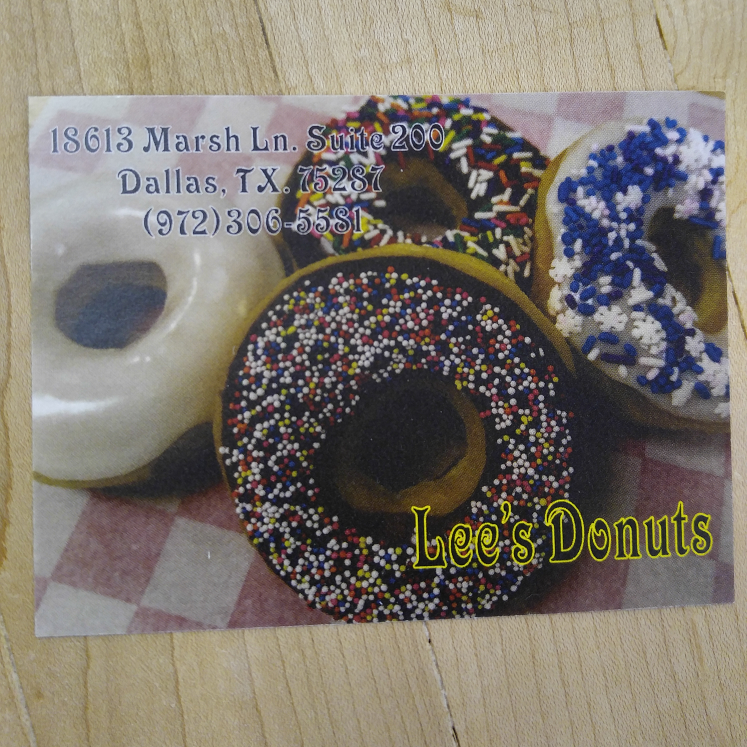 18613 Marsh Ln. Suite 200
Dallas, TX. 75287
(972)306-5581
Lee's Donuts